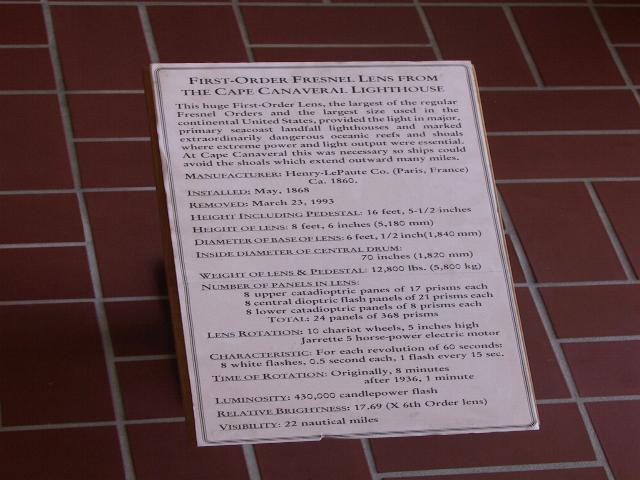 FIRST-ORDER FRESNEL LENS FROM
THE CAPE CANAVERAL LIGHTHOUSE
This huge First-Order Lens, the largest of the regular
Fresnel Orders and the largest size used in the
continental United States, provided the light in major,
primary seacoast landfall lighthouses and marked
extraordinarily dangerous oceanic reefs and shoals
where extreme power and light output were essential.
At Cape Canaveral this was necessary so ships could
avoid the shoals which extend outward many miles.
MANUFACTURER: Henry-LePaute Co. (Paris, France)
Ca. 1860.
INSTALLED: May, 1868
REMOVED: March 23, 1993
HEIGHT INCLUDING PEDESTAL: 16 feet, 5-1/2 inches
HEIGHT OF LENS: 8 feet, 6 inches (5,180 mm)
DIAMETER OF BASE OF LENS: 6 feet, 1/2 inch(1,840 mm)
INSIDE DIAMETER OF CENTRAL DRUM:
70 inches (1,820 mm)
WEIGHT OF LENS & PEDESTAL: 12,800 lbs. (5,800 kg)
NUMBER OF PANELS IN LENS:
8 upper catadioptric panes of 17 prisms each
8 central dioptric flash panels of 21 prisms each
8 lower catadioptric panels of 8 prisms each
TOTAL: 24 panels of 368 prisms
LENS ROTATION: 10 chariot wheels, 5 inches high
Jarrette 5 horse-power electric motor
CHARACTERISTIC: For each revolution of 60 seconds:
8 white flashes, 0.5 second each, 1 flash every 15 sec.
TIME OF ROTATION: Originally, 8 minutes
after 1936, 1 minute
LUMINOSITY: 430,000 candlepower flash
RELATIVE BRIGHTNESS: 17.69 (X 6th Order lens)
VISIBILITY: 22 nautical miles